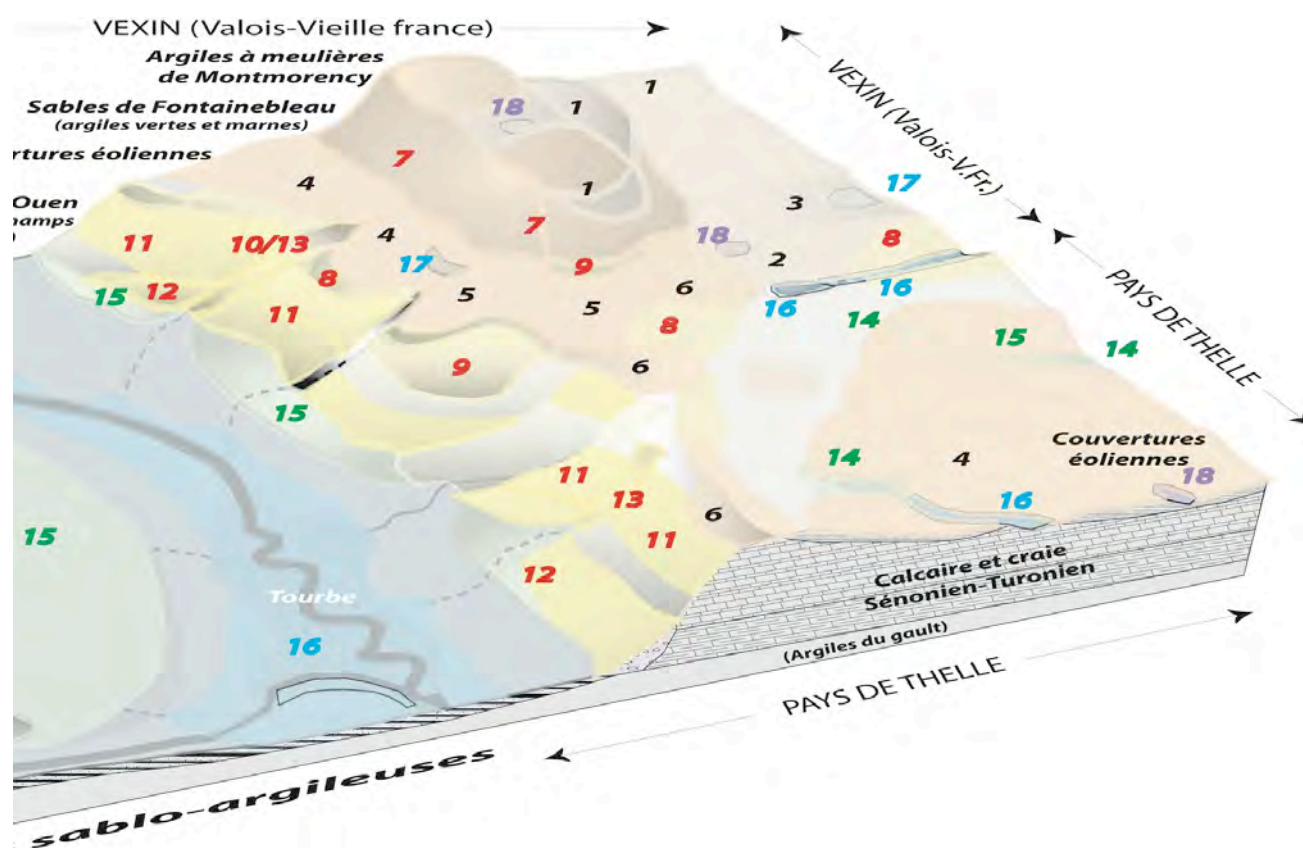 VEXIN (Valois-Vieille france)
Argiles à meulières
de Montmorency
Sables de Fontainebleau
(argiles vertes et marnes)
rtures éoliennes
Ouen
hamps
)
VEXIN (Valois-V.Fr.)
PAYS DE THELLE
1
18
1
7
4
1
3
17
11
10/13
4
7
18
8
2
17
8
9
6
16
16
15
12
11
5
5
8
14
15
14
9
6
15
Couvertures
éoliennes
14
4
18
11
13
6
16
15
11
12
Calcaire et craie
Sénonien-Turonien
Tourbe
16
(Argiles du gault)
PAYS DE THELLE
sablo-argileuses